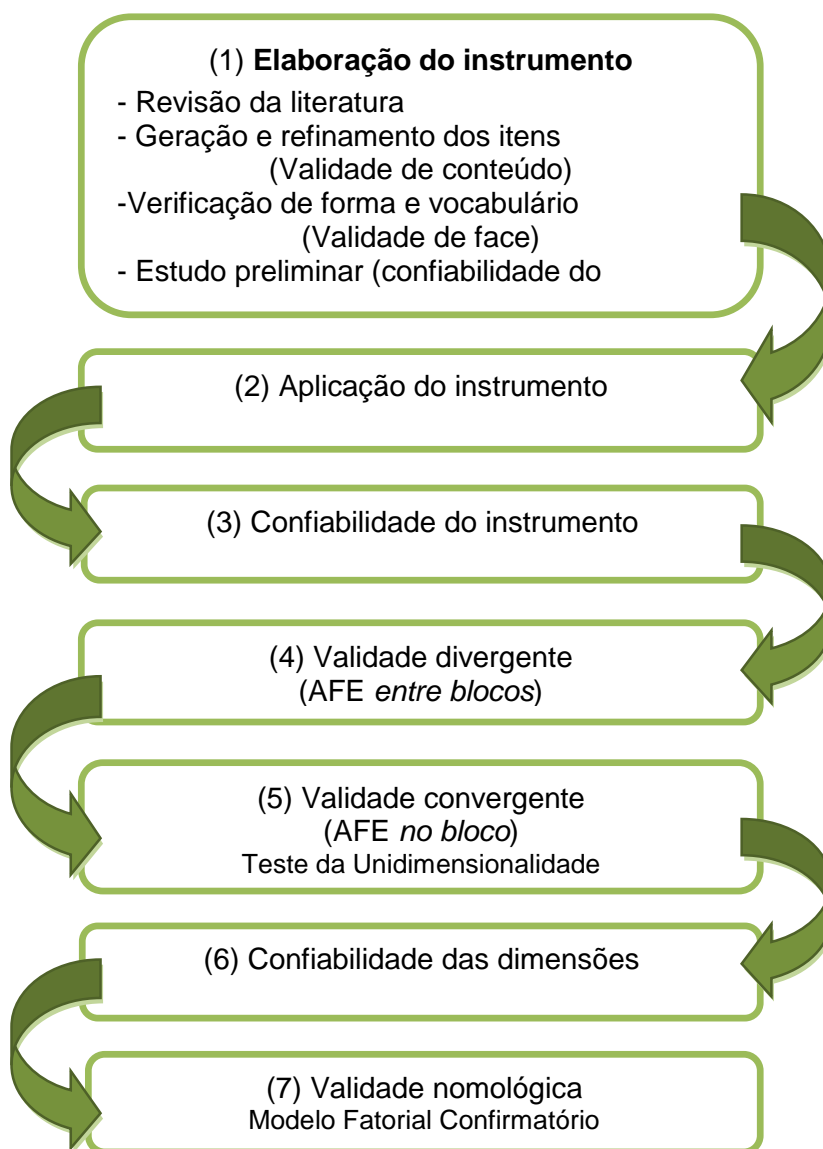 (1) Elaboração do instrumento
- Revisão da literatura
- Geração e refinamento dos itens
(Validade de conteúdo)
-Verificação de forma e vocabulário
(Validade de face)
- Estudo preliminar (confiabilidade do
(2) Aplicação do instrumento
(3) Confiabilidade do instrumento
(4) Validade divergente
(AFE entre blocos)
(5) Validade convergente
(AFE no bloco)
Teste da Unidimensionalidade
(6) Confiabilidade das dimensões
(7) Validade nomológica
Modelo Fatorial Confirmatório